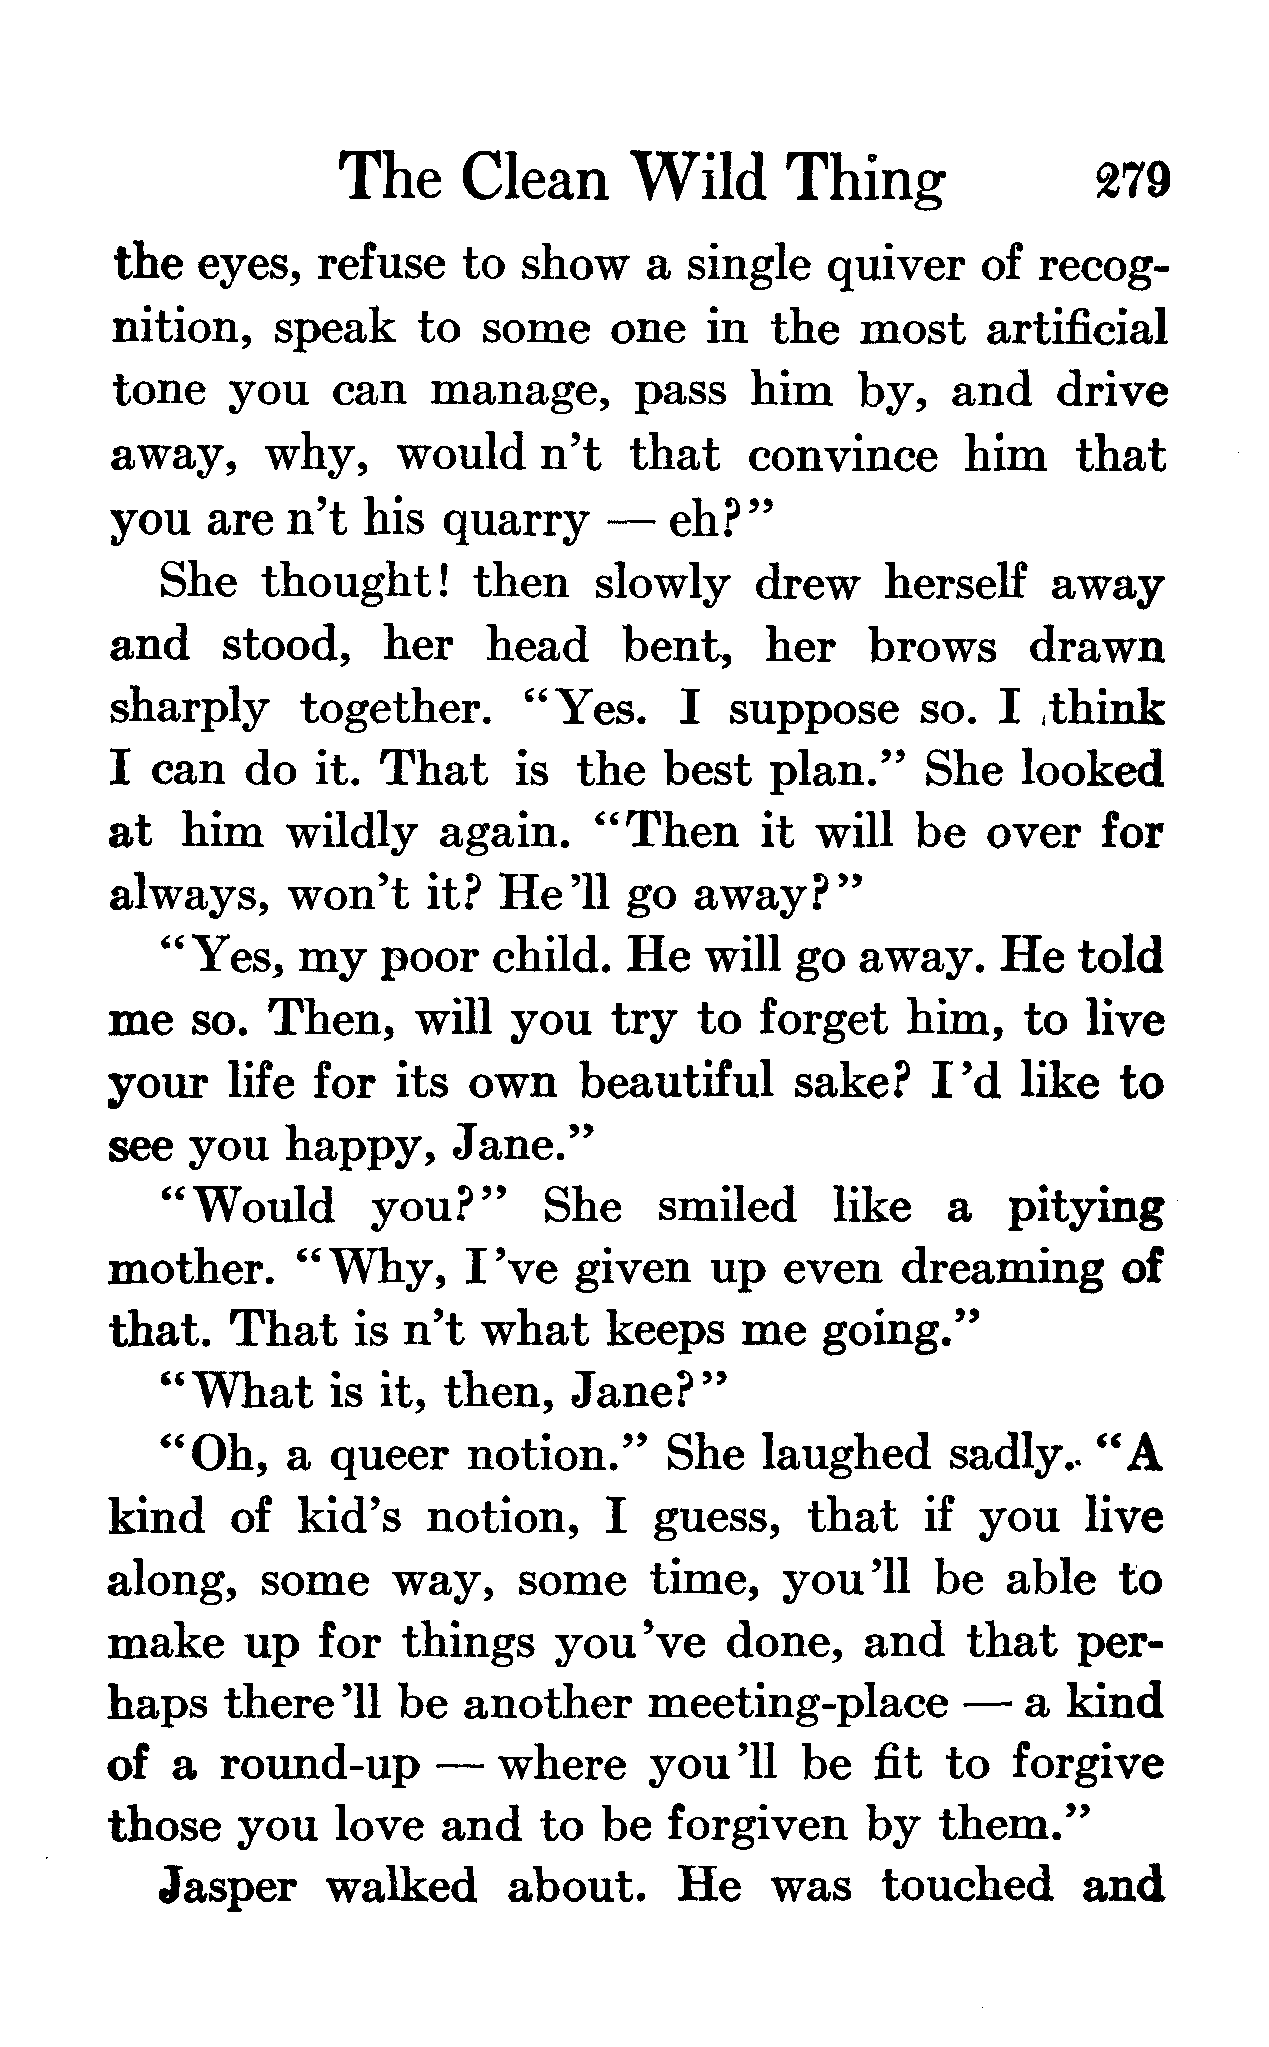 The Clean Wild Thing 279
the eyes, refuse to show a single quiver of recog-
nition, speak to some one in the most artificial
tone you can manage, pass him by, and drive
away, why, would n't that convince him that
you are n't his quarry — eh?"
She thought! then slowly drew herself away
and stood, her head bent, her brows drawn
sharply together. "Yes. I suppose so. I think
I can do it. That is the best plan." She looked
at him wildly again. "Then it will be over for
always, won't it? He'll go away?"
"Yes, my poor child. He will go away. He told
me so. Then, will you try to forget him, to live
your life for its own beautiful sake? I'd like to
see you happy, Jane."
"Would you?" She smiled like a pitying
mother. "Why, I've given up even dreaming of
that. That is n't what keeps me going."
"What is it, then, Jane?"
"Oh, a queer notion." She laughed sadly. "A
kind of kid's notion, I guess, that if you live
along, some way, some time, you'll be able to
make up for things you've done, and that per-
haps there'll be another meeting-place — a kind
of a round-up — where you'll be fit to forgive
those you love and to be forgiven by them."
Jasper walked about. He was touched and